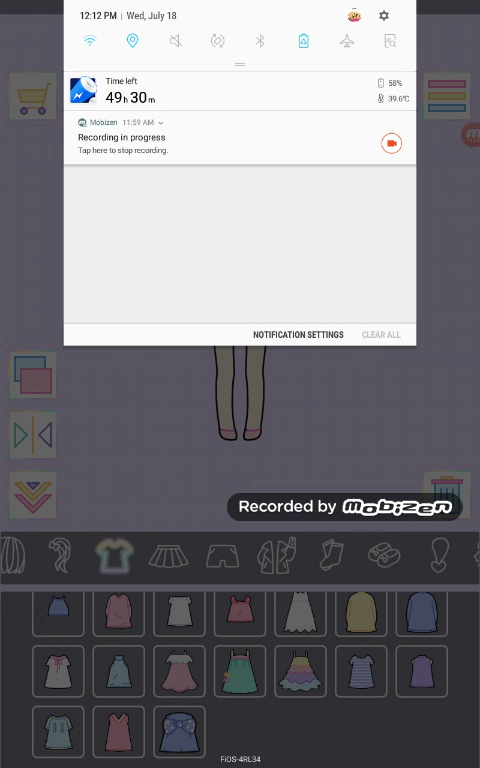 12:12 PM | Wed, July 18
Time left
49h 30m
58%
39.6℃
Mobizen 11:59 AM
Recording in progress
Tap here to stop recording.
NOTIFICATION SETTINGS CLEAR ALL
Recorded by mobizen
FiOS-4RL34